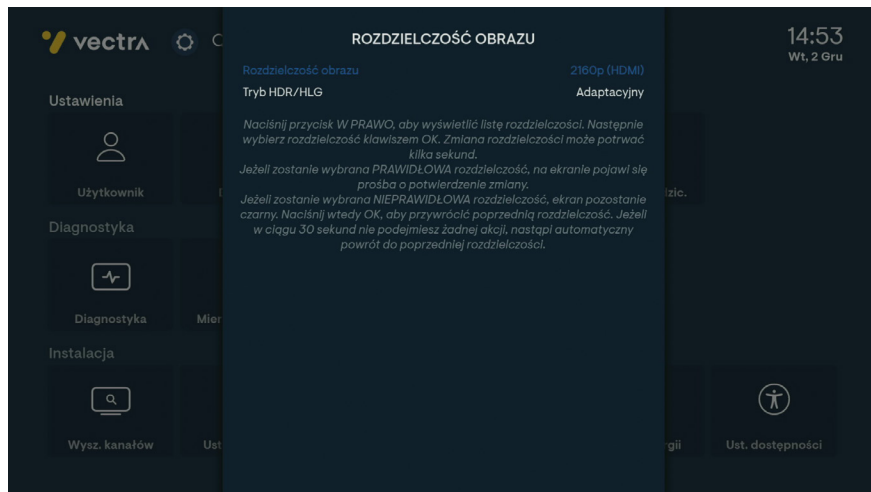 vectra
ROZDZIELCZOŚĆ OBRAZU
14:53
Wt, 2 Gru
Rozdzielczość obrazu 2160p (HDMI)
Tryb HDR/HLG Adaptacyjny
Naciśnij przycisk W PRAWO, aby wyświetlić listę rozdzielczości. Następnie
wybierz rozdzielczość klawiszem OK. Zmiana rozdzielczości może potrwać
kilka sekund.
Jeżeli zostanie wybrana PRAWIDŁOWA rozdzielczość, na ekranie pojawi się
prośba o potwierdzenie zmiany.
Jeżeli zostanie wybrana NIEPRAWIDŁOWA rozdzielczość, ekran pozostanie
czarny. Naciśnij wtedy OK, aby przywrócić poprzednią rozdzielczość. Jeżeli
w ciągu 30 sekund nie podejmiesz żadnej akcji, nastąpi automatyczny
powrót do poprzedniej rozdzielczości.
Ustawienia
Użytkownik dzic.
Diagnostyka
Diagnostyka Mier
Instalacja
Wysz. kanałów Ust rgii Ust. dostępności